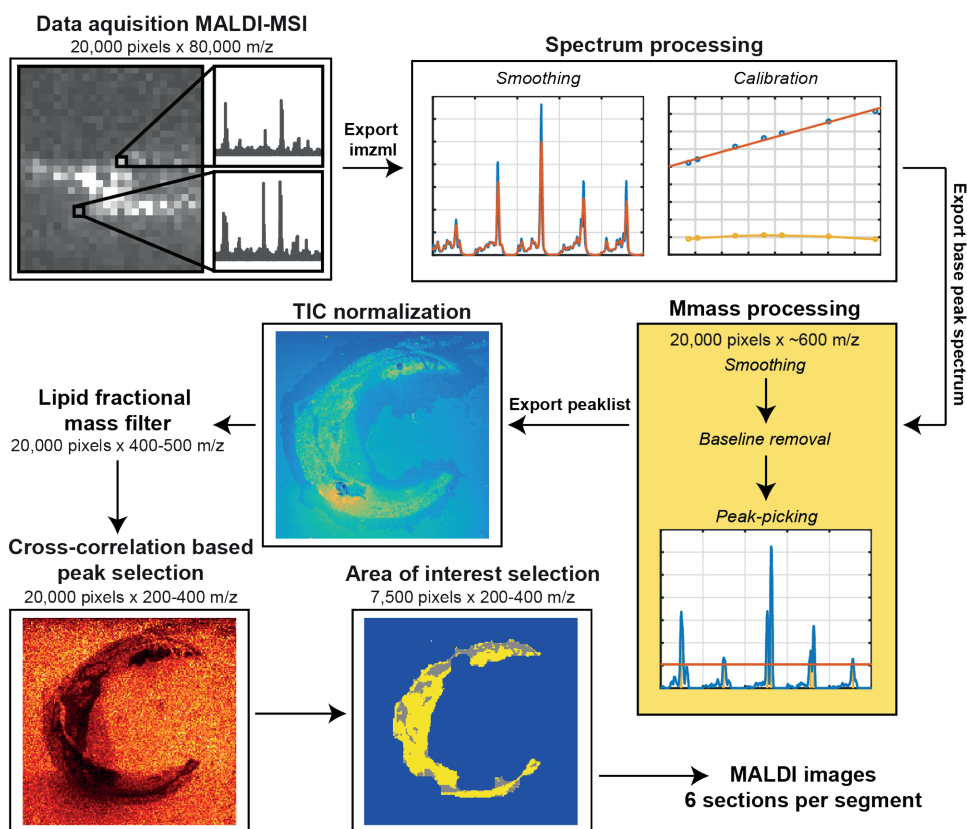 Data aquisition MALDI-MSI
20,000 pixels x 80,000 m/z
Export
imzml
Spectrum processing
Smoothing
Calibration
Export base peak spectrum
Mmass processing
20,000 pixels x ~600 m/z
Smoothing
Baseline removal
Peak-picking
Export peaklist
TIC normalization
Lipid fractional
mass filter
20,000 pixels x 400-500 m/z
Cross-correlation based
peak selection
20,000 pixels x 200-400 m/z
Area of interest selection
7,500 pixels x 200-400 m/z
MALDI images
6 sections per segment